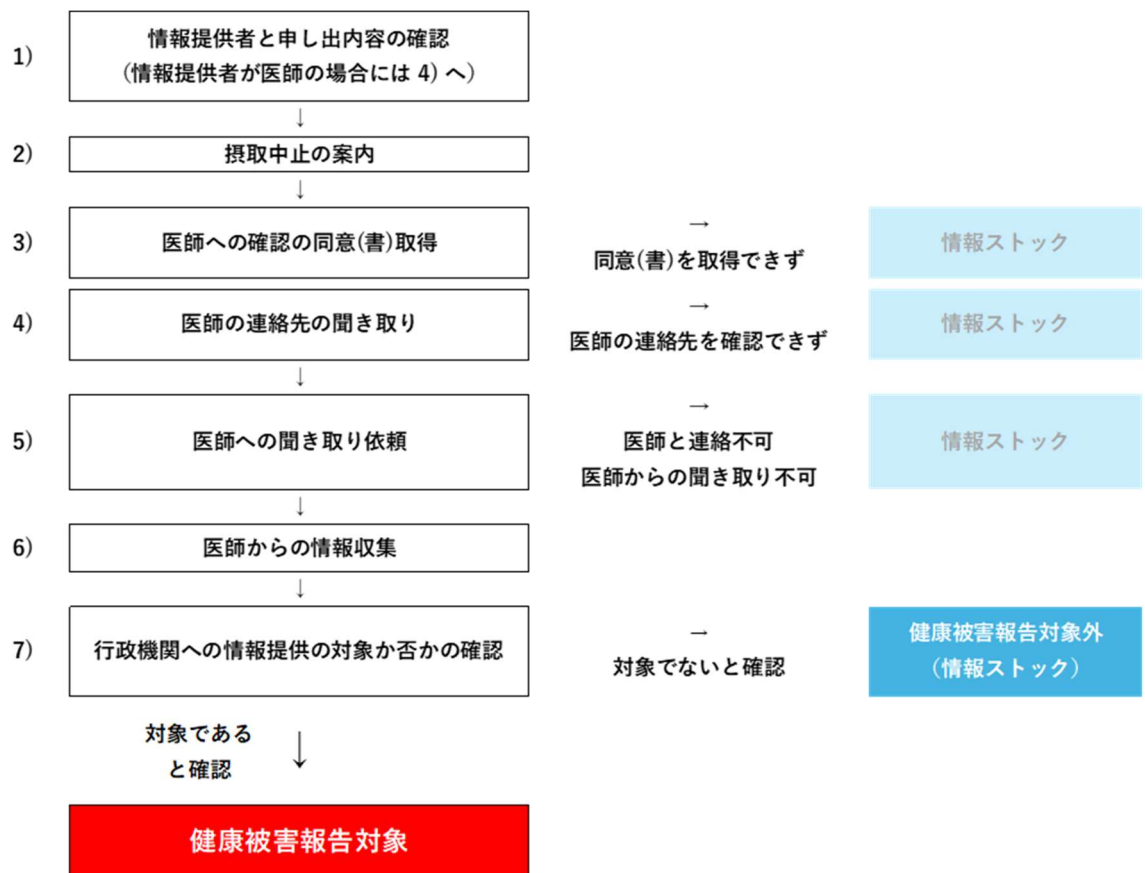 1)
情報提供者と申し出内容の確認
(情報提供者が医師の場合には 4) へ)
↓
2)
摂取中止の案内
↓
3)
医師への確認の同意(書)取得
→
同意(書)を取得できず
情報ストック
4)
医師の連絡先の聞き取り
→
医師の連絡先を確認できず
情報ストック
↓
5)
医師への聞き取り依頼
→
医師と連絡不可
医師からの聞き取り不可
情報ストック
↓
6)
医師からの情報収集
↓
7)
行政機関への情報提供の対象か否かの確認
→
対象でないと確認
健康被害報告対象外
(情報ストック)
対象である
と確認
↓
健康被害報告対象